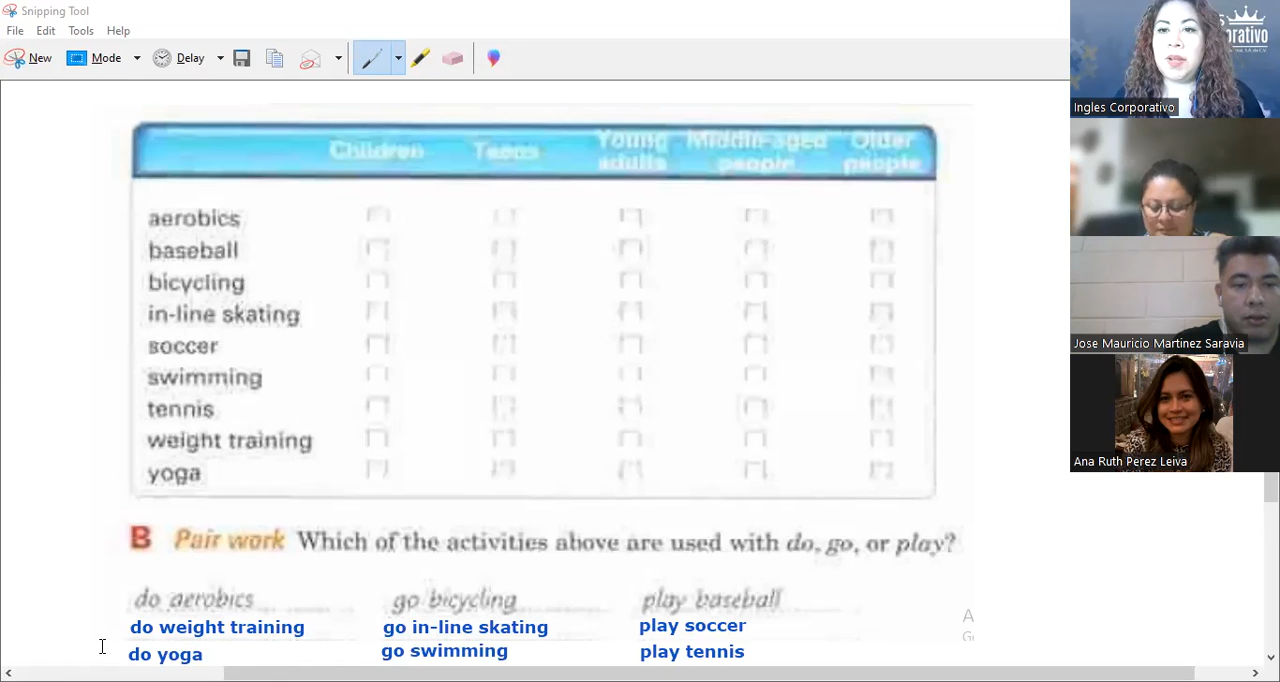 Snipping Tool
File Edit Tools Help
New Mode Delay
Children Teens Young adults Middle-aged people Older people
aerobics
baseball
bicycling
in-line skating
soccer
swimming
tennis
weight training
yoga
B Pair work Which of the activities above are used with do, go, or play?
do aerobics go bicycling play baseball
do weight training go in-line skating play soccer
do yoga go swimming play tennis
Ingles Corporativo
Jose Mauricio Martinez Saravia
Ana Ruth Perez Leiva